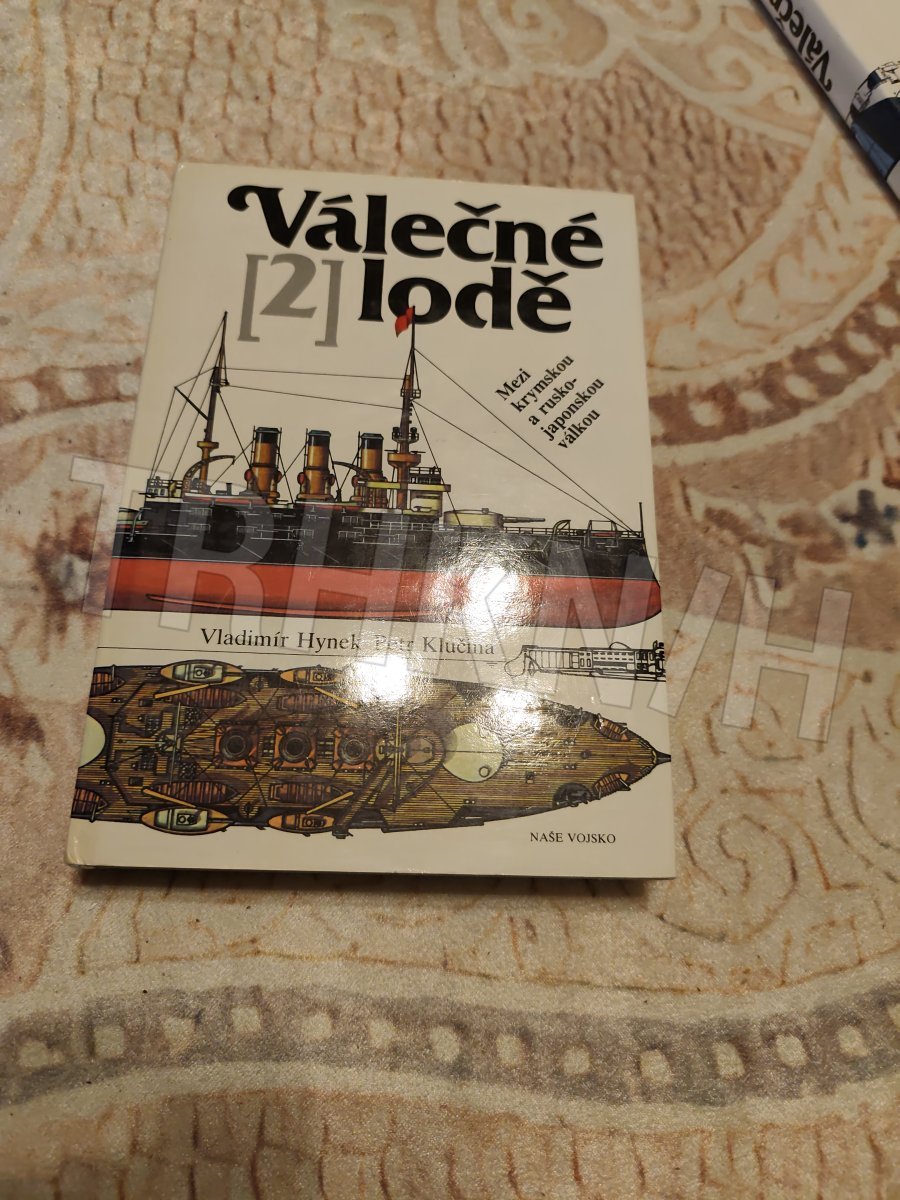 Válečné
[2] lodě
Mezi
krymskou
a rusko-
japonskou
válkou
Vladimír Hynek Petr Klučina
NAŠE VOJSKO